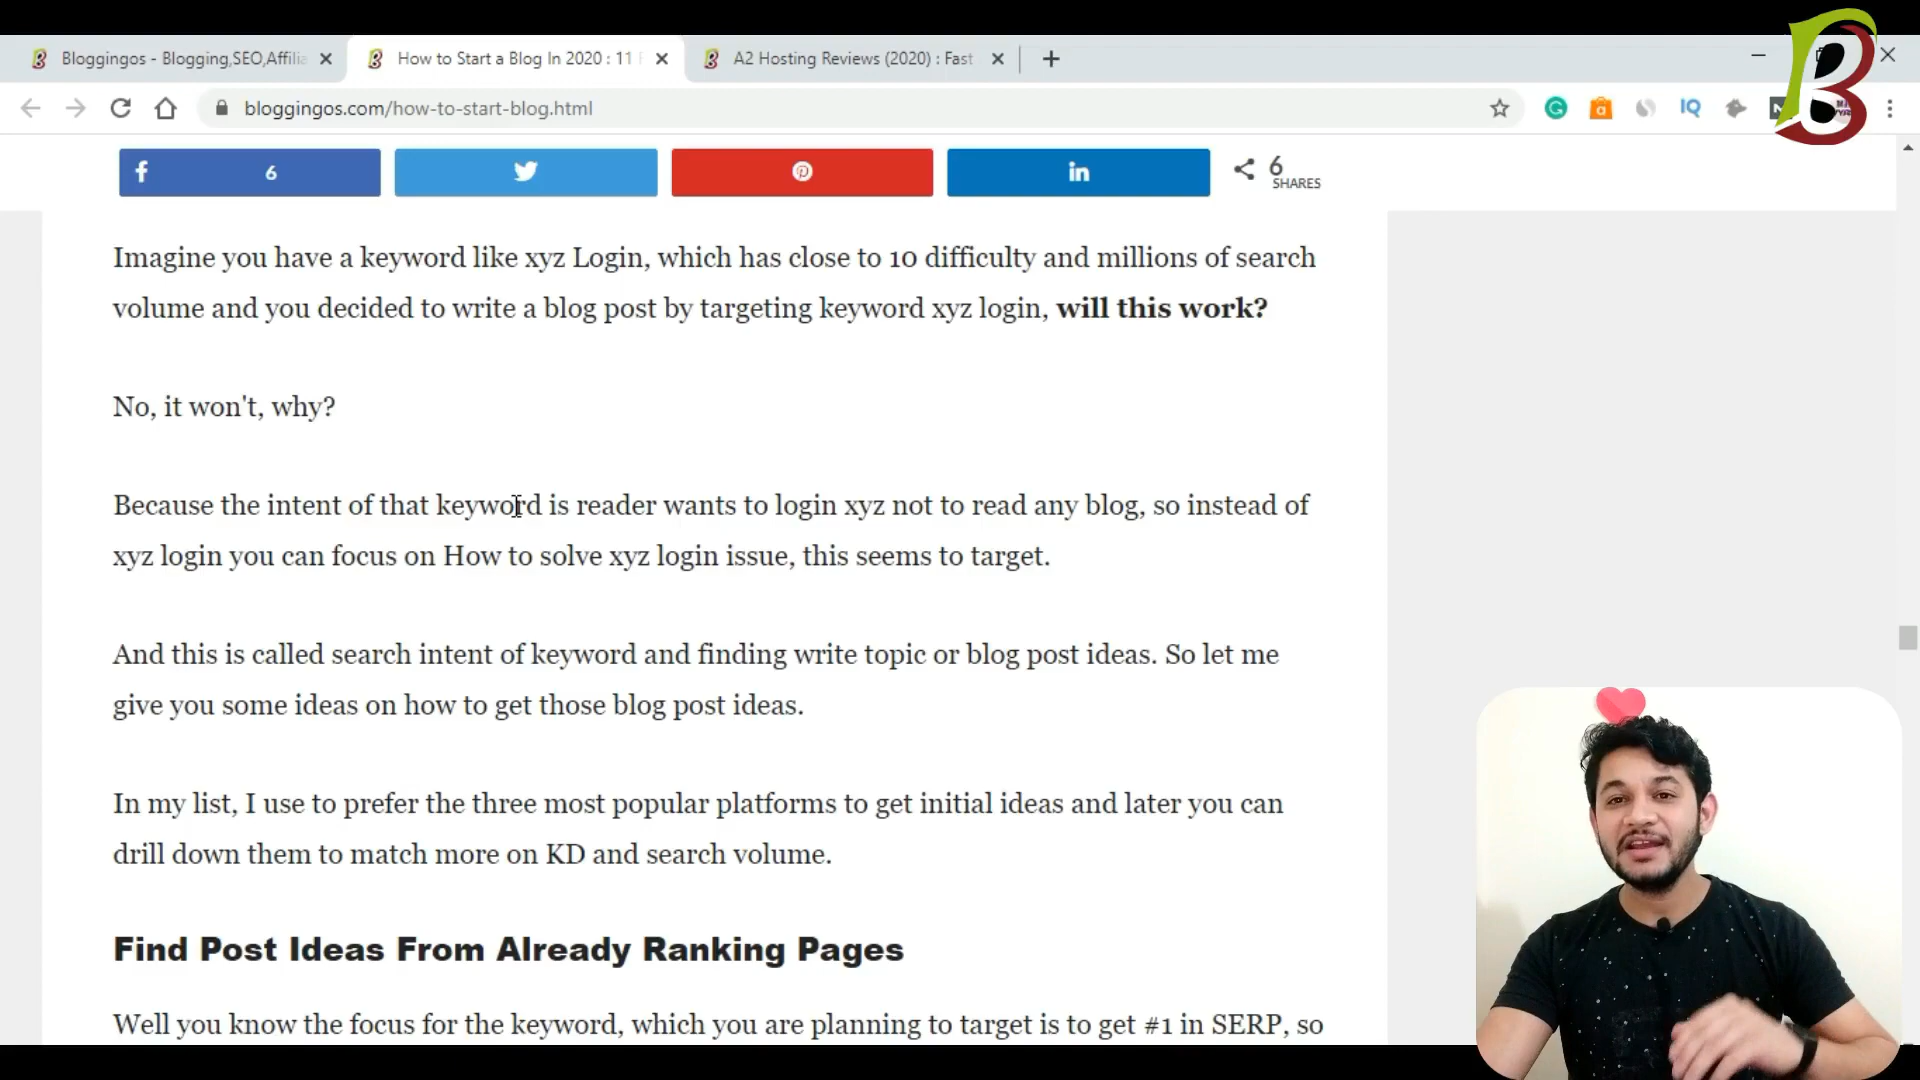 Bloggingos - Blogging,SEO,Affilia
How to Start a Blog In 2020 : 11
A2 Hosting Reviews (2020) : Fast
bloggingos.com/how-to-start-blog.html
6
6
SHARES
Imagine you have a keyword like xyz Login, which has close to 10 difficulty and millions of search
volume and you decided to write a blog post by targeting keyword xyz login, will this work?
No, it won't, why?
Because the intent of that keyword is reader wants to login xyz not to read any blog, so instead of
xyz login you can focus on How to solve xyz login issue, this seems to target.
And this is called search intent of keyword and finding write topic or blog post ideas. So let me
give you some ideas on how to get those blog post ideas.
In my list, I use to prefer the three most popular platforms to get initial ideas and later you can
drill down them to match more on KD and search volume.
Find Post Ideas From Already Ranking Pages
Well you know the focus for the keyword, which you are planning to target is to get #1 in SERP, so